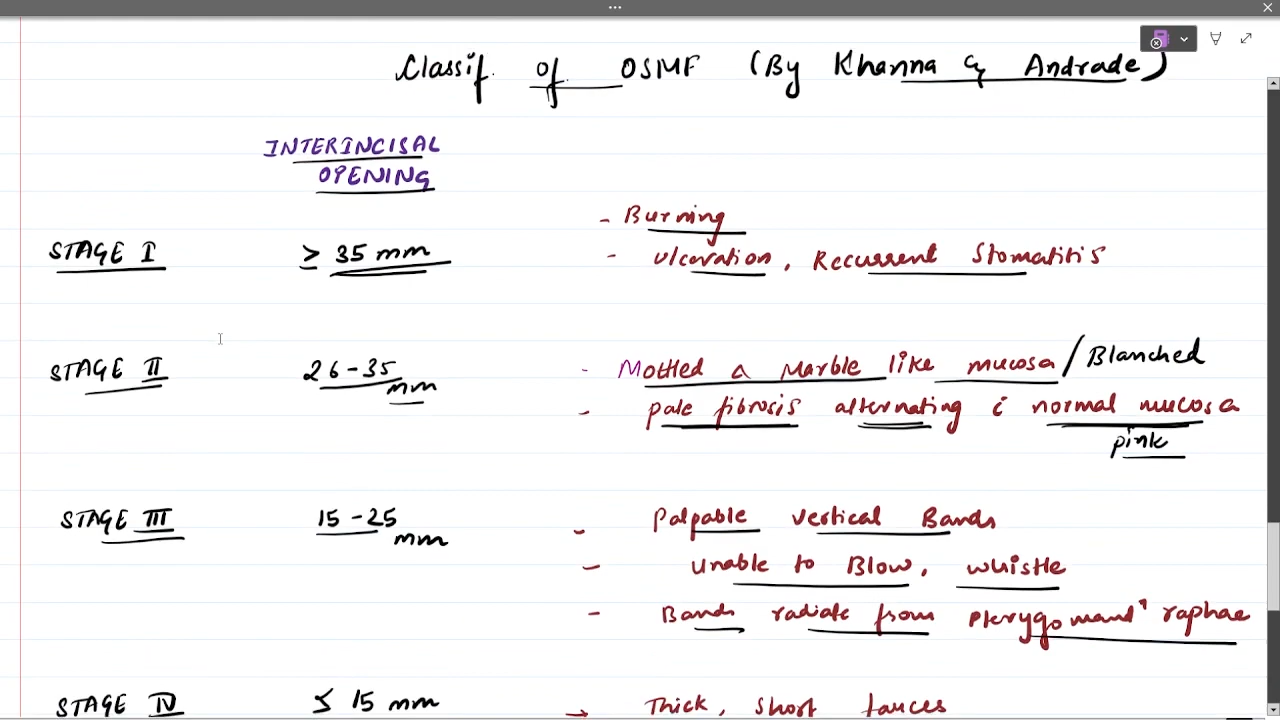 Classif. of OSMF (By Khanna & Andrade)
INTERINCISAL
OPENING
- Burning
STAGE I ≥ 35 mm - ulceration, Recurrent Stomatitis
STAGE II 26-35 mm - Mottled a Marble like mucosa / Blanched
- pale fibrosis alternating c normal mucosa
pink
STAGE III 15-25 mm - Palpable vertical Bands
- unable to Blow, whistle
- Bands radiate from pterygomand' raphae
STAGE IV ≤ 15 mm → Thick, short fauces